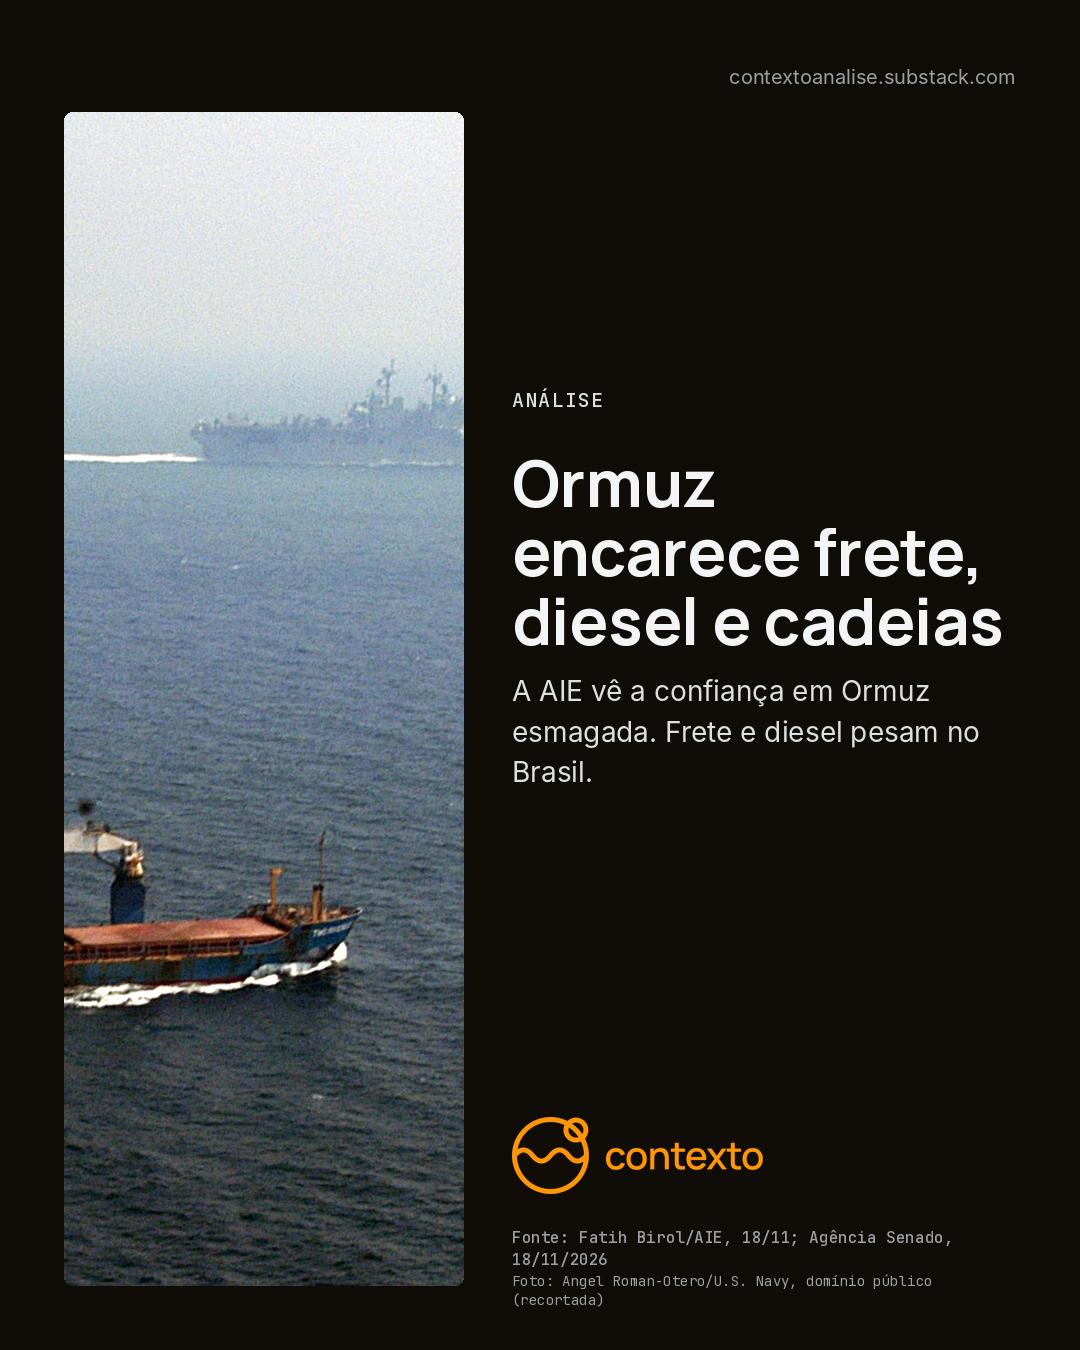 contextoanalise.substack.com
ANÁLISE
Ormuz
encarece frete,
diesel e cadeias
A AIE vê a confiança em Ormuz
esmagada. Frete e diesel pesam no
Brasil.
contexto
Fonte: Fatih Birol/AIE, 18/11; Agência Senado,
18/11/2026
Foto: Angel Roman-Otero/U.S. Navy, domínio público
(recortada)